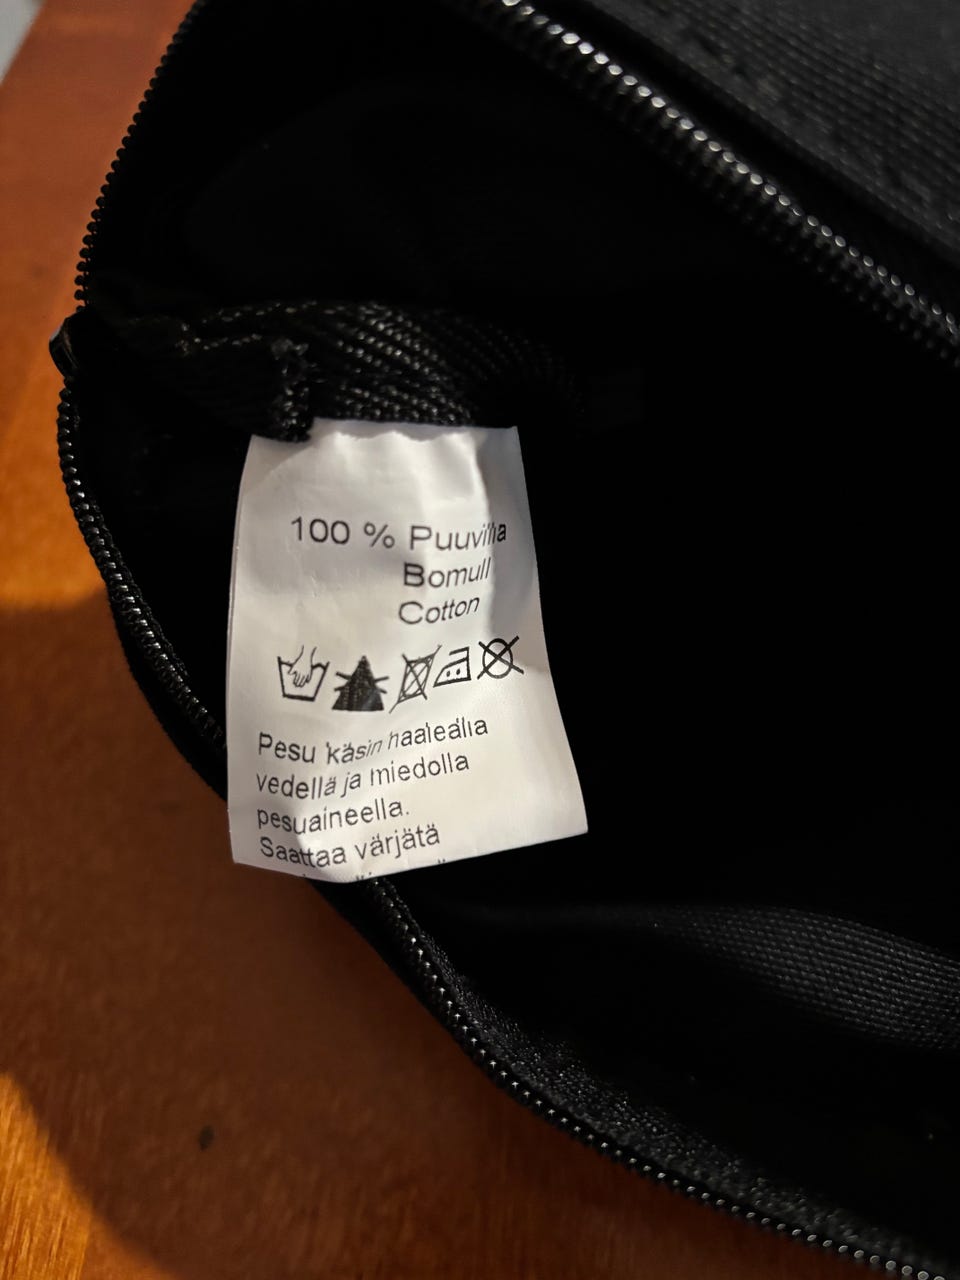 100 % Puuvilla
Bomull
Cotton
Pesu käsin haalealla
vedellä ja miedolla
pesuaineella.
Saattaa värjätä